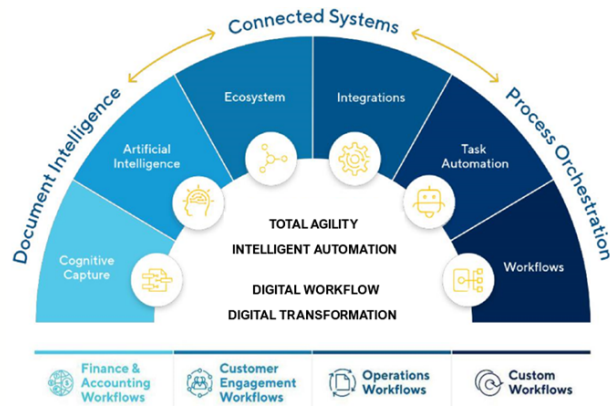 Connected Systems
Document Intelligence
Process Orchestration
Ecosystem
Integrations
Artificial
Intelligence
Task
Automation
Cognitive
Capture
Workflows
TOTAL AGILITY
INTELLIGENT AUTOMATION
DIGITAL WORKFLOW
DIGITAL TRANSFORMATION
Finance &
Accounting
Workflows
Customer
Engagement
Workflows
Operations
Workflows
Custom
Workflows